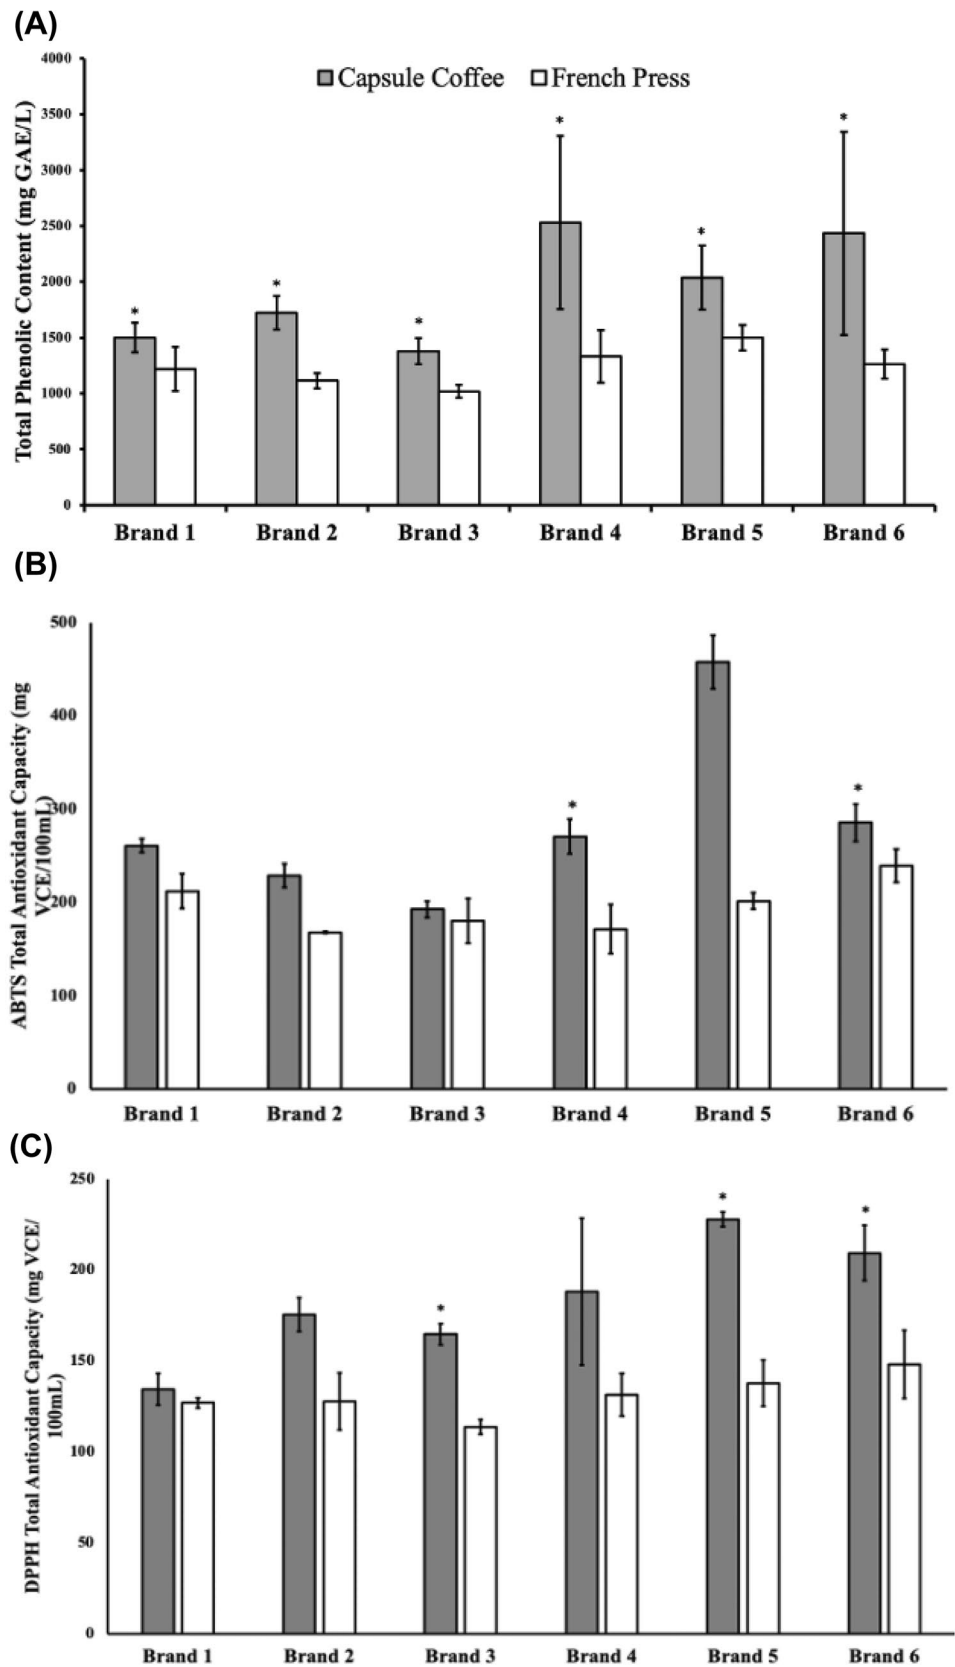 (A)
Total Phenolic Content (mg GAE/L)
4000
3500
3000
2500
2000
1500
1000
500
0
Capsule Coffee French Press
* * * * * *
Brand 1 Brand 2 Brand 3 Brand 4 Brand 5 Brand 6
(B)
ABTS Total Antioxidant Capacity (mg
VCE/100mL)
500
400
300
200
100
0
* *
Brand 1 Brand 2 Brand 3 Brand 4 Brand 5 Brand 6
(C)
DPPH Total Antioxidant Capacity (mg VCE/
100mL)
250
200
150
100
50
0
* * *
Brand 1 Brand 2 Brand 3 Brand 4 Brand 5 Brand 6